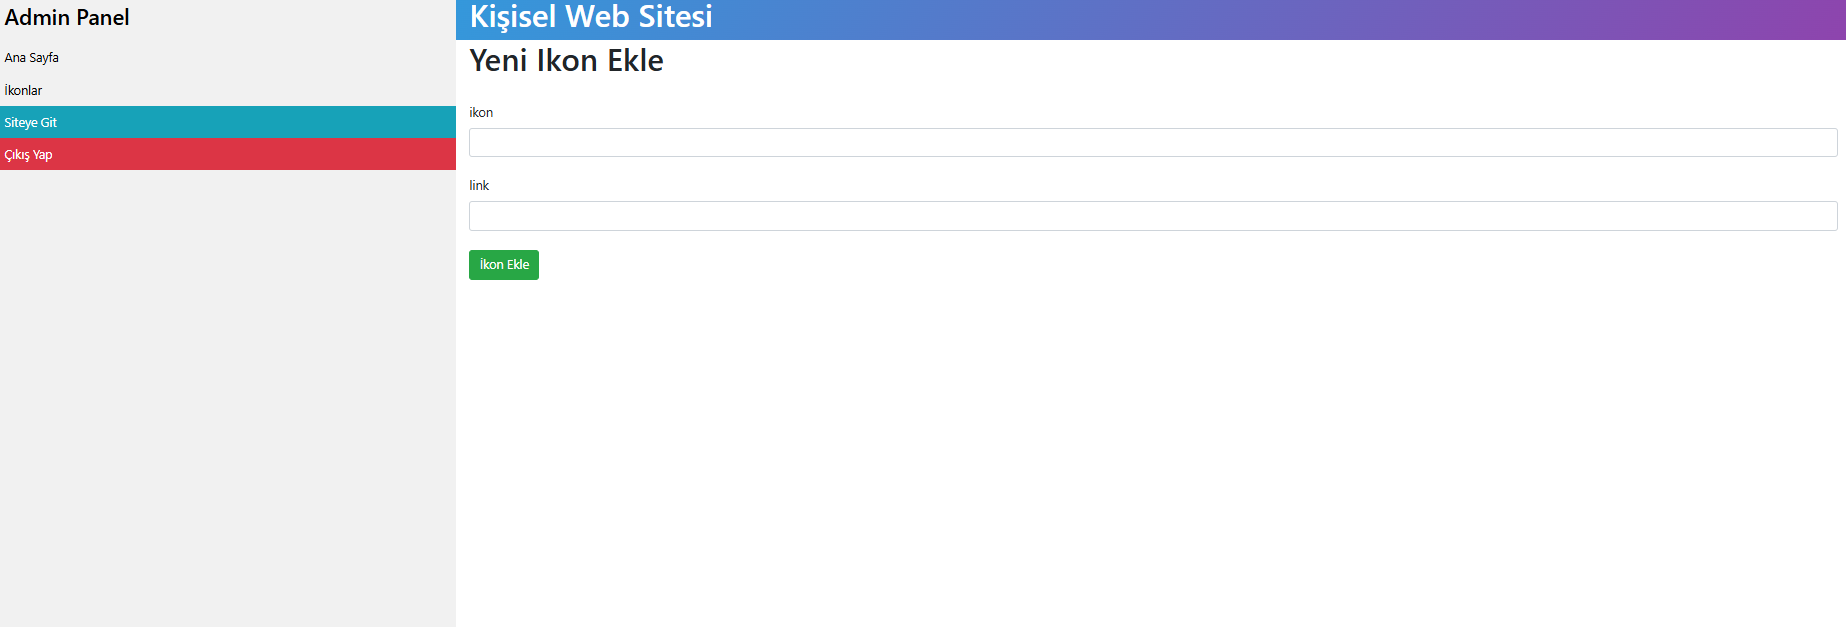 Admin Panel
Ana Sayfa
İkonlar
Siteye Git
Çıkış Yap
Kişisel Web Sitesi
Yeni Ikon Ekle
ikon
link
İkon Ekle